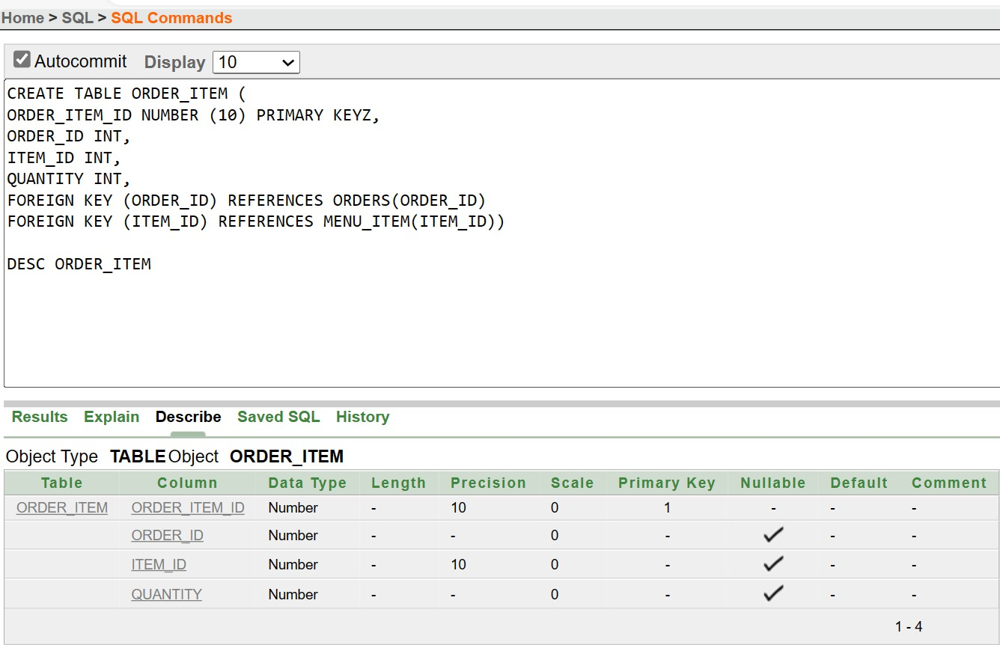 Home > SQL > SQL Commands
Autocommit Display 10
CREATE TABLE ORDER_ITEM (
ORDER_ITEM_ID NUMBER (10) PRIMARY KEYZ,
ORDER_ID INT,
ITEM_ID INT,
QUANTITY INT,
FOREIGN KEY (ORDER_ID) REFERENCES ORDERS(ORDER_ID)
FOREIGN KEY (ITEM_ID) REFERENCES MENU_ITEM(ITEM_ID))
DESC ORDER_ITEM
Results Explain Describe Saved SQL History
Object Type TABLE Object ORDER_ITEM
Table Column Data Type Length Precision Scale Primary Key Nullable Default Comment
ORDER_ITEM ORDER_ITEM_ID Number - 10 0 1 - - -
ORDER_ID Number - - 0 - ✓ - -
ITEM_ID Number - 10 0 - ✓ - -
QUANTITY Number - - 0 - ✓ - -
1 - 4